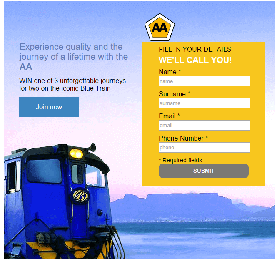 AA
Experience quality and the
journey of a lifetime with the
AA
WIN one of 3 unforgettable journeys
for two on the iconic Blue Train
Join now
FILL IN YOUR DETAILS
WE'LL CALL YOU!
Name *
name
Surname *
surname
Email *
email
Phone Number *
phone
* Required fields
SUBMIT